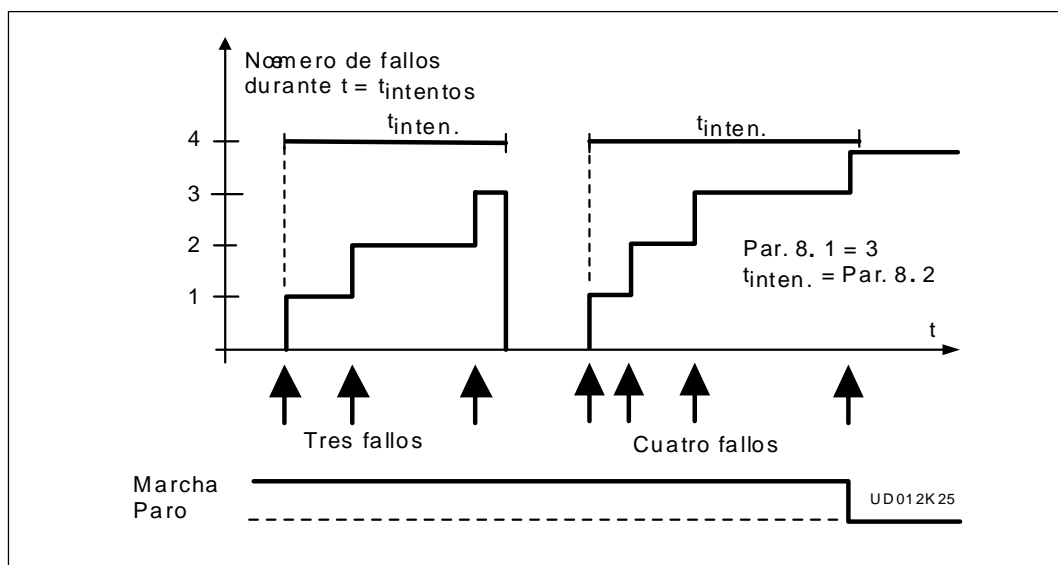 Nœmero de fallos
durante t = tintentos
tinten.
tinten.
4
3
2
1
Par. 8. 1 = 3
tinten. = Par. 8. 2
t
Tres fallos
Cuatro fallos
Marcha
Paro
UD012K25